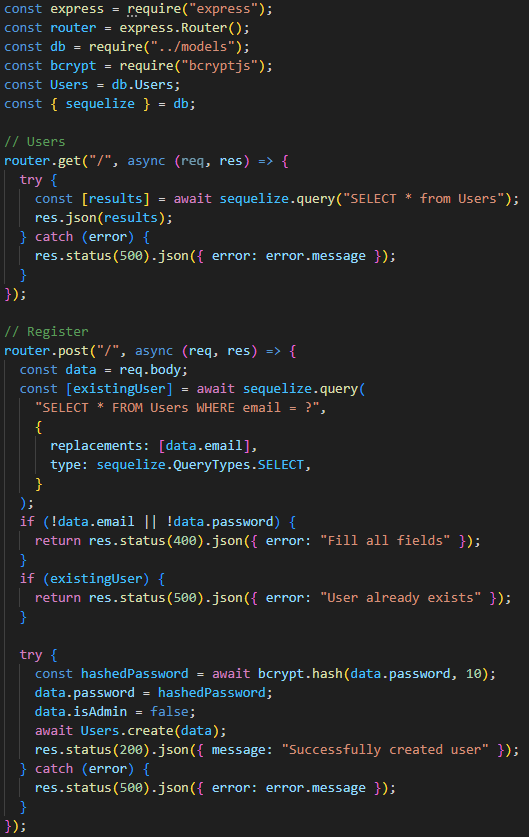 const express = require("express");
const router = express.Router();
const db = require("../models");
const bcrypt = require("bcryptjs");
const Users = db.Users;
const { sequelize } = db;

// Users
router.get("/", async (req, res) => {
  try {
    const [results] = await sequelize.query("SELECT * from Users");
    res.json(results);
  } catch (error) {
    res.status(500).json({ error: error.message });
  }
});

// Register
router.post("/", async (req, res) => {
  const data = req.body;
  const [existingUser] = await sequelize.query(
    "SELECT * FROM Users WHERE email = ?",
    {
      replacements: [data.email],
      type: sequelize.QueryTypes.SELECT,
    }
  );
  if (!data.email || !data.password) {
    return res.status(400).json({ error: "Fill all fields" });
  }
  if (existingUser) {
    return res.status(500).json({ error: "User already exists" });
  }

  try {
    const hashedPassword = await bcrypt.hash(data.password, 10);
    data.password = hashedPassword;
    data.isAdmin = false;
    await Users.create(data);
    res.status(200).json({ message: "Successfully created user" });
  } catch (error) {
    res.status(500).json({ error: error.message });
  }
});